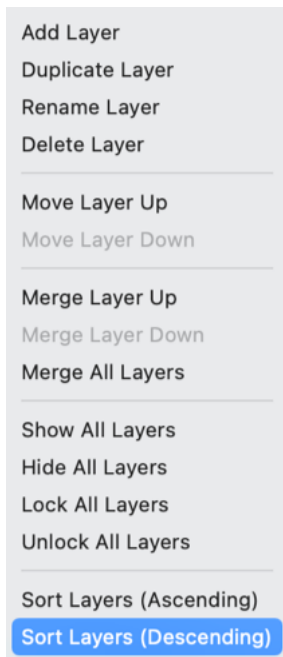 Add Layer
Duplicate Layer
Rename Layer
Delete Layer
Move Layer Up
Move Layer Down
Merge Layer Up
Merge Layer Down
Merge All Layers
Show All Layers
Hide All Layers
Lock All Layers
Unlock All Layers
Sort Layers (Ascending)
Sort Layers (Descending)